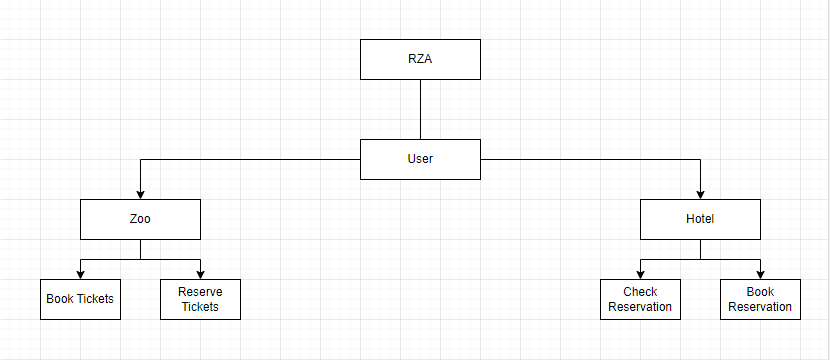 RZA
User
Zoo
Hotel
Book Tickets
Reserve
Tickets
Check
Reservation
Book
Reservation